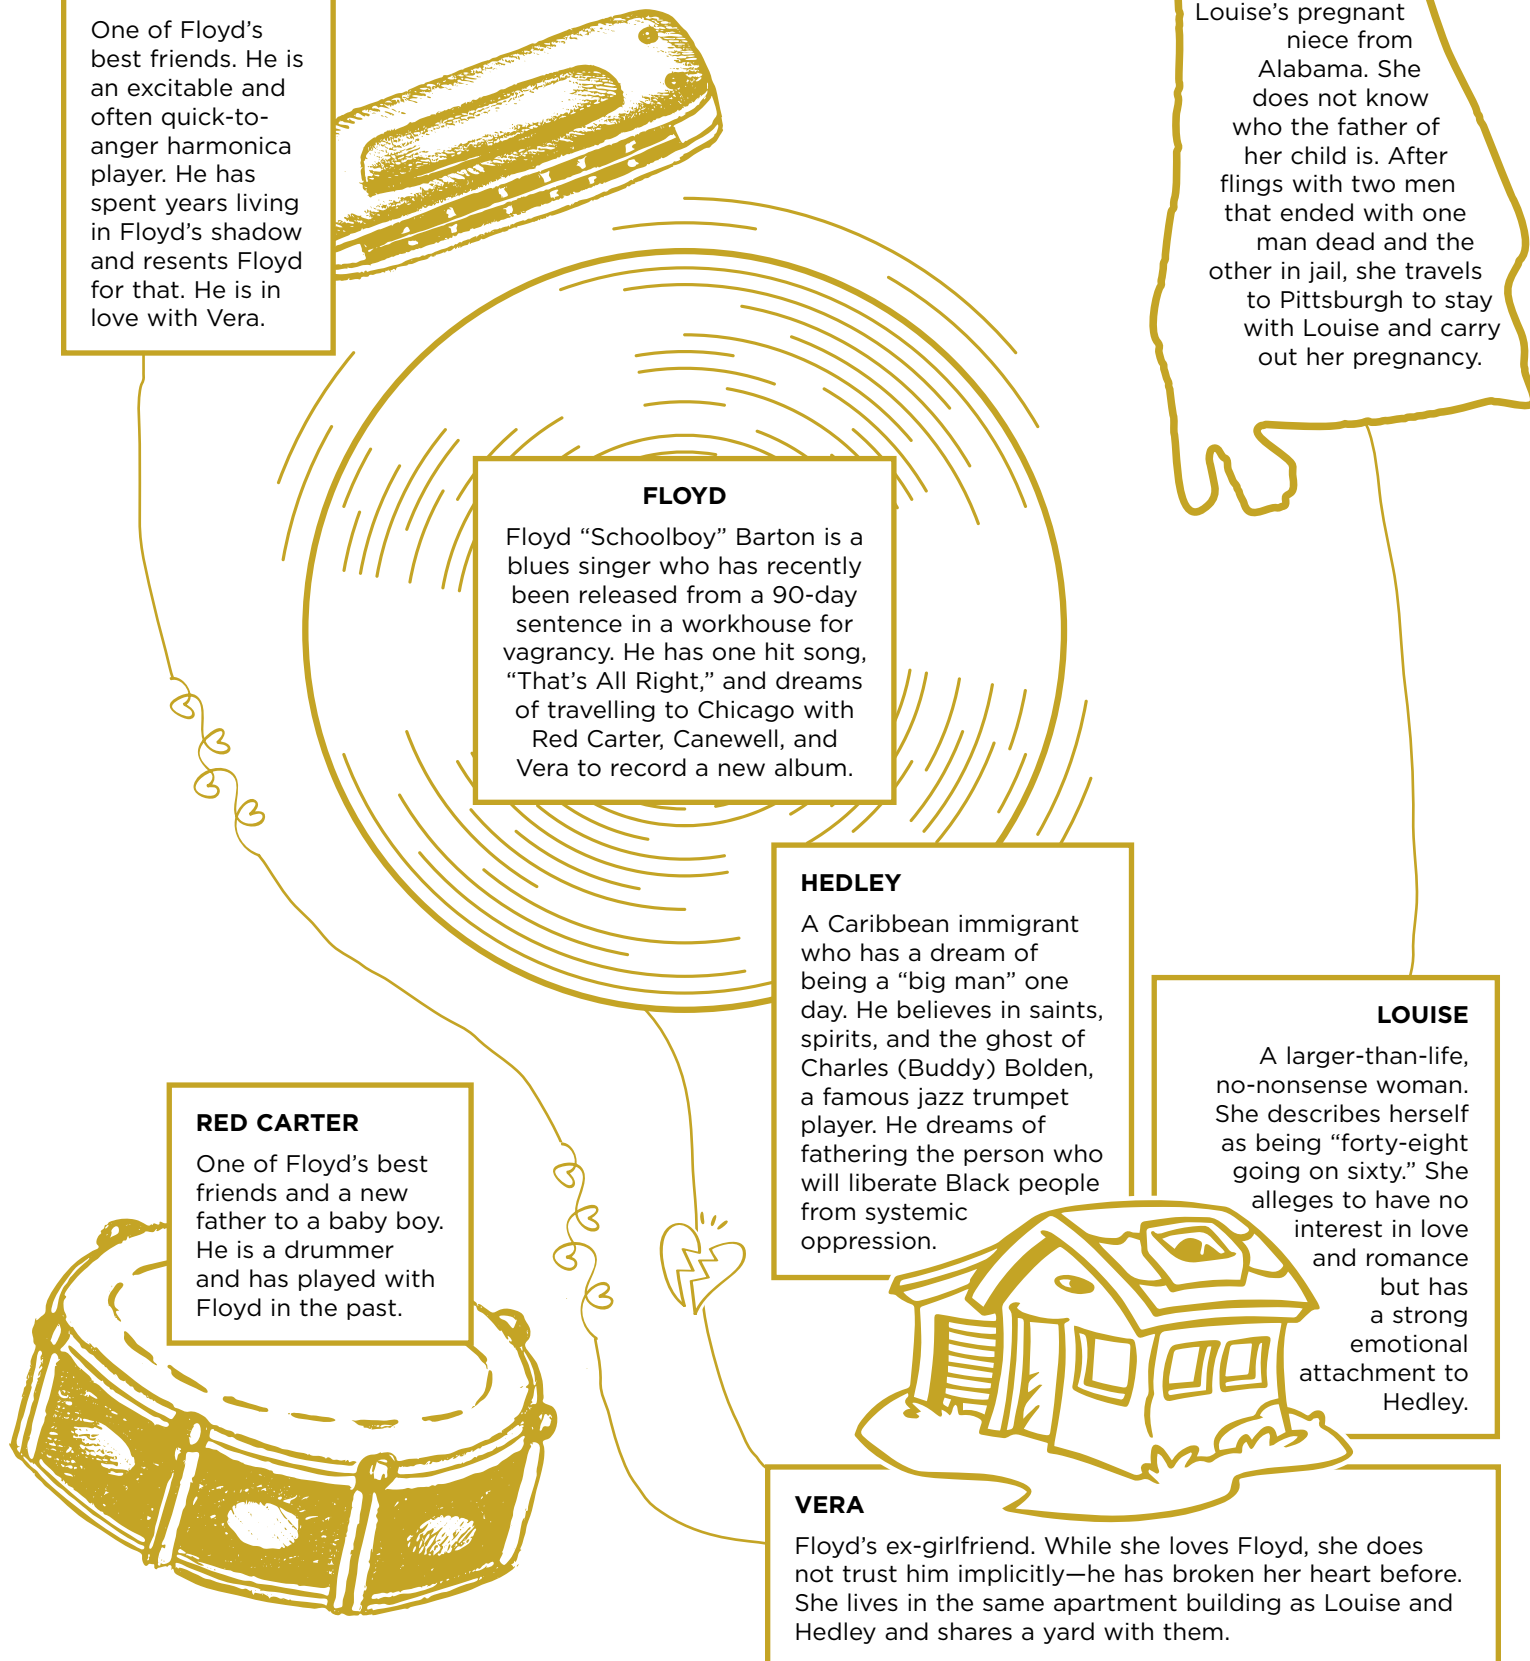 One of Floyd’s
best friends. He is
an excitable and
often quick-to-
anger harmonica
player. He has
spent years living
in Floyd’s shadow
and resents Floyd
for that. He is in
love with Vera.
Louise’s pregnant
niece from
Alabama. She
does not know
who the father of
her child is. After
flings with two men
that ended with one
man dead and the
other in jail, she travels
to Pittsburgh to stay
with Louise and carry
out her pregnancy.
FLOYD
Floyd “Schoolboy” Barton is a
blues singer who has recently
been released from a 90-day
sentence in a workhouse for
vagrancy. He has one hit song,
“That’s All Right,” and dreams
of travelling to Chicago with
Red Carter, Canewell, and
Vera to record a new album.
HEDLEY
A Caribbean immigrant
who has a dream of
being a “big man” one
day. He believes in saints,
spirits, and the ghost of
Charles (Buddy) Bolden,
a famous jazz trumpet
player. He dreams of
fathering the person who
will liberate Black people
from systemic
oppression.
LOUISE
A larger-than-life,
no-nonsense woman.
She describes herself
as being “forty-eight
going on sixty.” She
alleges to have no
interest in love
and romance
but has
a strong
emotional
attachment to
Hedley.
RED CARTER
One of Floyd’s best
friends and a new
father to a baby boy.
He is a drummer
and has played with
Floyd in the past.
VERA
Floyd’s ex-girlfriend. While she loves Floyd, she does
not trust him implicitly—he has broken her heart before.
She lives in the same apartment building as Louise and
Hedley and shares a yard with them.